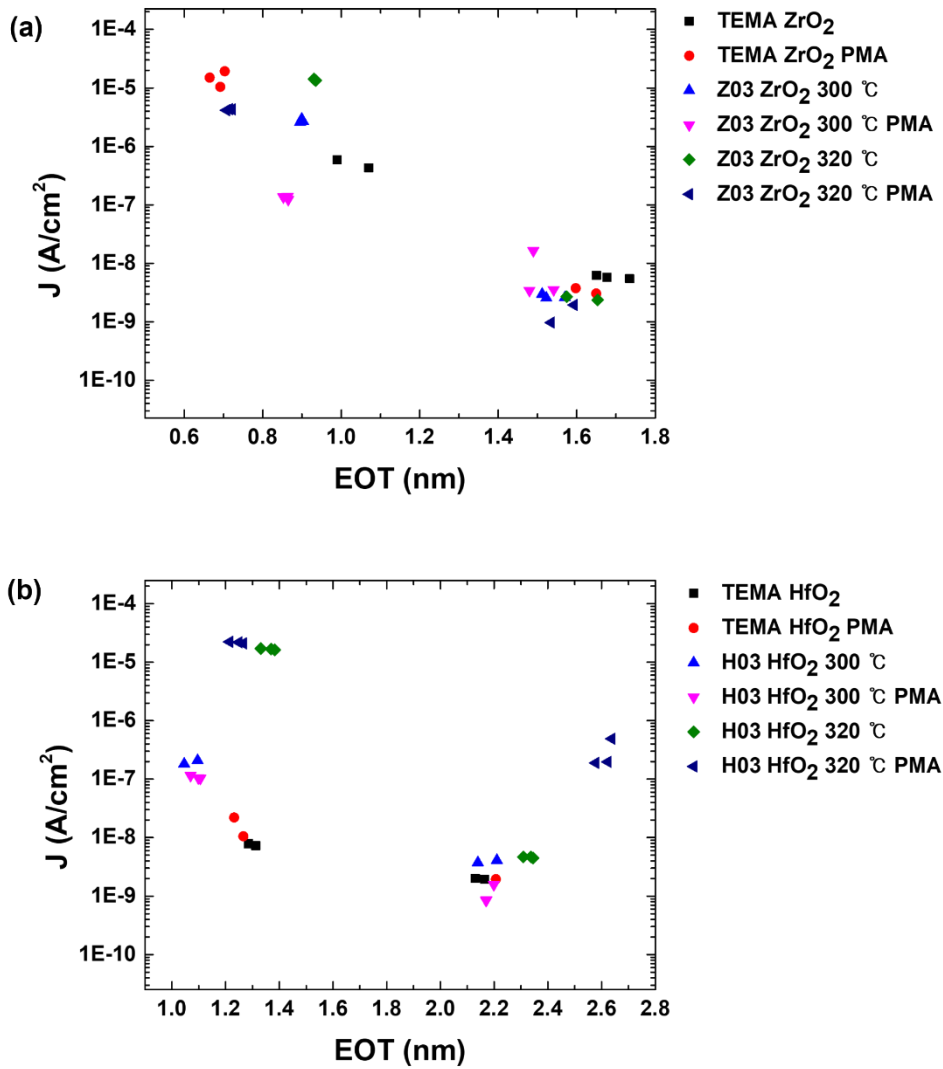 (a)
J (A/cm²)
1E-4
1E-5
1E-6
1E-7
1E-8
1E-9
1E-10
0.6 0.8 1.0 1.2 1.4 1.6 1.8
EOT (nm)
TEMA ZrO₂
TEMA ZrO₂ PMA
Z03 ZrO₂ 300 ℃
Z03 ZrO₂ 300 ℃ PMA
Z03 ZrO₂ 320 ℃
Z03 ZrO₂ 320 ℃ PMA
(b)
J (A/cm²)
1E-4
1E-5
1E-6
1E-7
1E-8
1E-9
1E-10
1.0 1.2 1.4 1.6 1.8 2.0 2.2 2.4 2.6 2.8
EOT (nm)
TEMA HfO₂
TEMA HfO₂ PMA
H03 HfO₂ 300 ℃
H03 HfO₂ 300 ℃ PMA
H03 HfO₂ 320 ℃
H03 HfO₂ 320 ℃ PMA